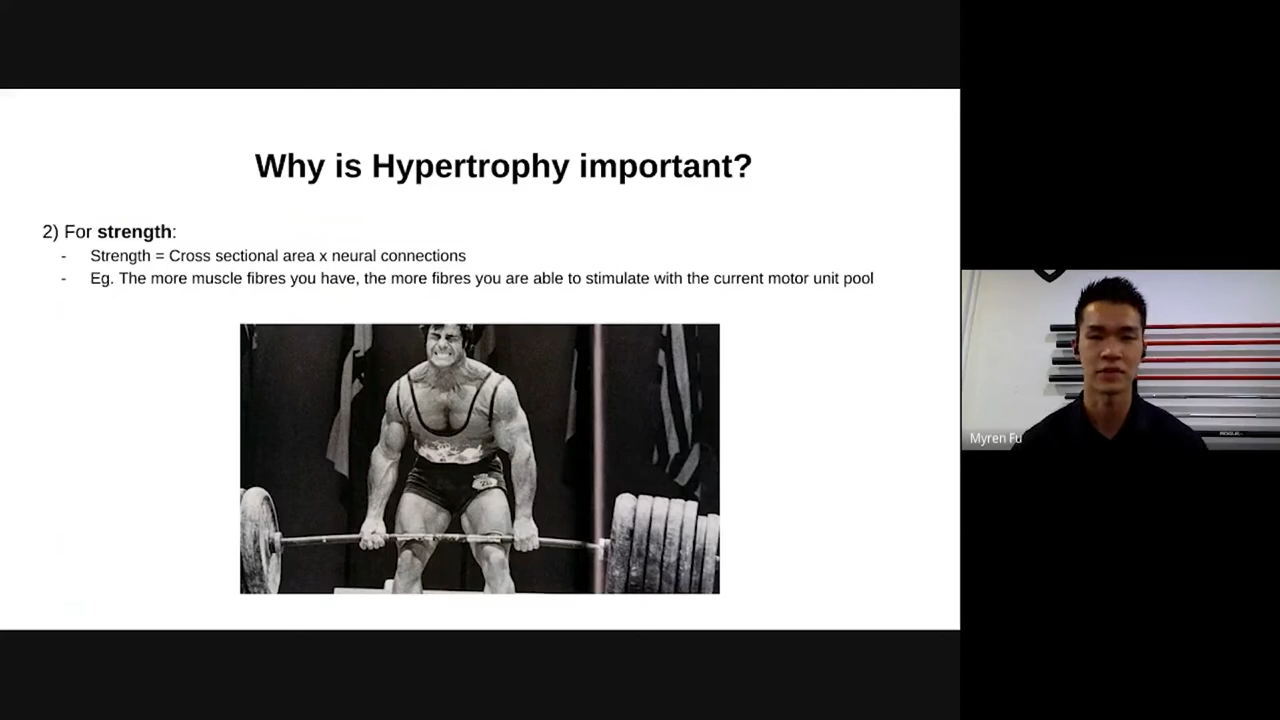 Why is Hypertrophy important?
2) For strength:
- Strength = Cross sectional area x neural connections
- Eg. The more muscle fibres you have, the more fibres you are able to stimulate with the current motor unit pool
Myren Fu
ROGUE